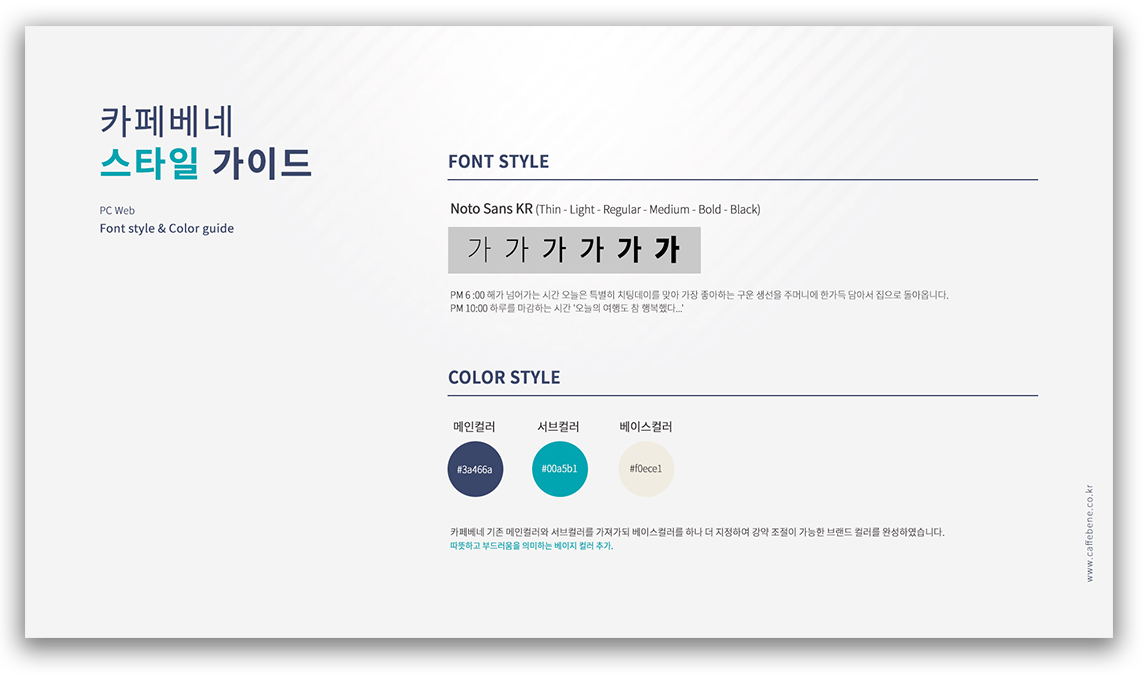 카페베네
스타일 가이드
PC Web
Font style & Color guide
FONT STYLE
Noto Sans KR (Thin - Light - Regular - Medium - Bold - Black)
가 가 가 가 가 가
PM 6 :00 해가 넘어가는 시간 오늘은 특별히 치팅데이를 맞아 가장 좋아하는 구운 생선을 주머니에 한가득 담아서 집으로 돌아옵니다.
PM 10:00 하루를 마감하는 시간 '오늘의 여행도 참 행복했다...'
COLOR STYLE
메인컬러 서브컬러 베이스컬러
#3a466a #00a5b1 #f0ece1
카페베네 기존 메인컬러와 서브컬러를 가져가되 베이스컬러를 하나 더 지정하여 강약 조절이 가능한 브랜드 컬러를 완성하였습니다.
따뜻하고 부드러움을 의미하는 베이지 컬러 추가.
www.caffebene.co.kr